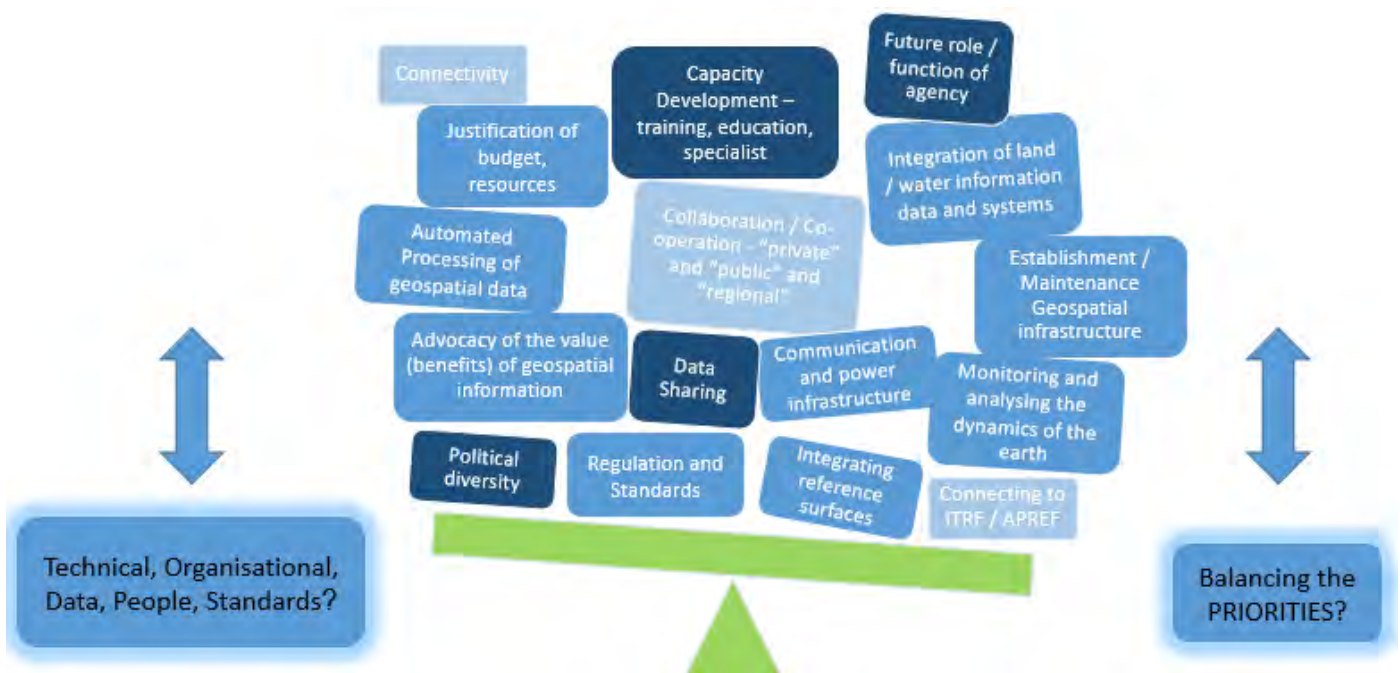 Connectivity
Justification of
budget,
resources
Capacity
Development –
training, education,
specialist
Future role /
function of
agency
Integration of land
/ water information
data and systems
Automated
Processing of
geospatial data
Collaboration / Co-
operation - "private"
and "public" and
"regional"
Establishment /
Maintenance
Geospatial
infrastructure
Advocacy of the value
(benefits) of geospatial
information
Data
Sharing
Communication
and power
infrastructure
Monitoring and
analysing the
dynamics of the
earth
Political
diversity
Regulation and
Standards
Integrating
reference
surfaces
Connecting to
ITRF / APREF
Technical, Organisational,
Data, People, Standards?
Balancing the
PRIORITIES?